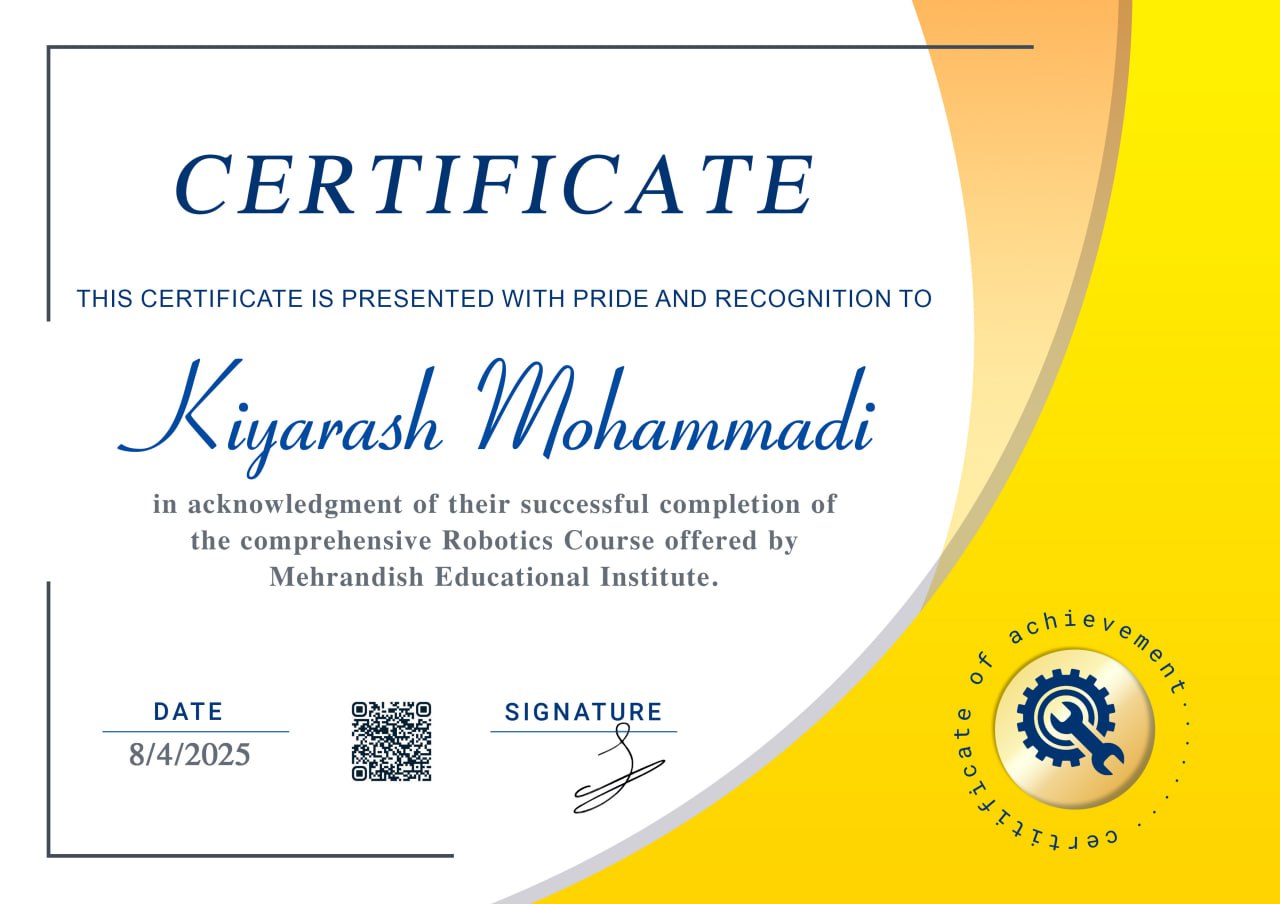 CERTIFICATE
THIS CERTIFICATE IS PRESENTED WITH PRIDE AND RECOGNITION TO
Kiyarash Mohammadi
in acknowledgment of their successful completion of
the comprehensive Robotics Course offered by
Mehrandish Educational Institute.
DATE
8/4/2025
SIGNATURE
certificate of achievement..........